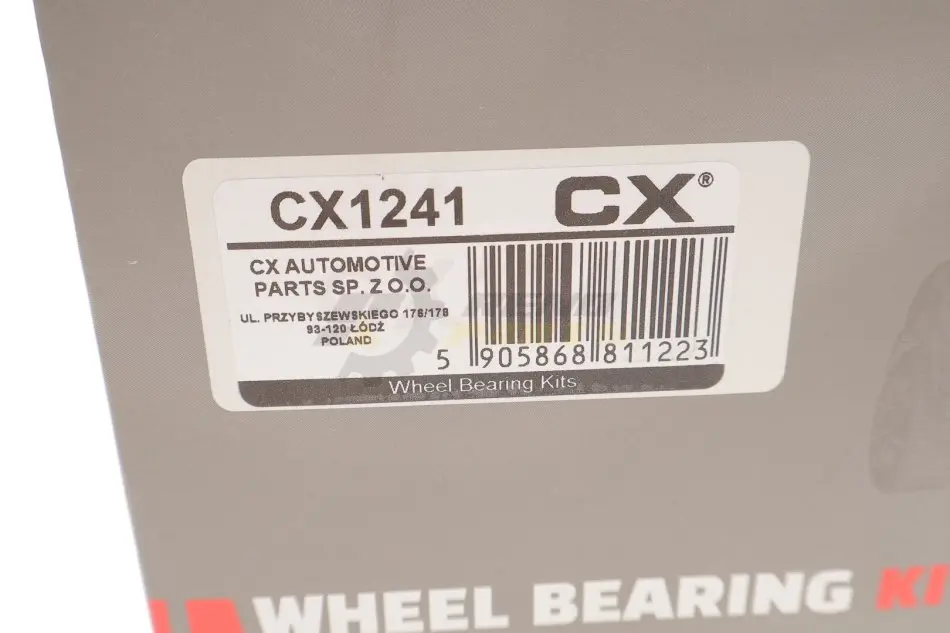 CX1241 CX®
CX AUTOMOTIVE
PARTS SP. Z O.O.
UL. PRZYBYSZEWSKIEGO 176/178
93-120 ŁÓDŹ
POLAND
5 905868 811223
Wheel Bearing Kits
WHEEL BEARING KI